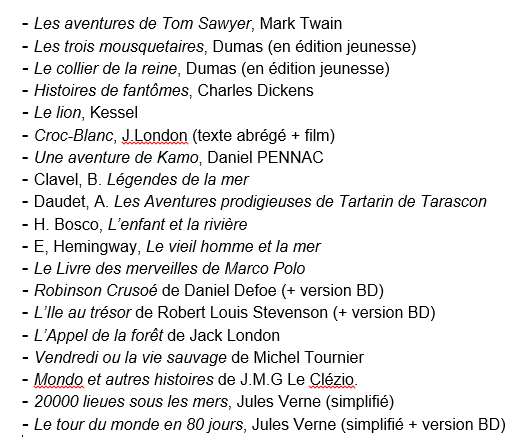 - Les aventures de Tom Sawyer, Mark Twain
- Les trois mousquetaires, Dumas (en édition jeunesse)
- Le collier de la reine, Dumas (en édition jeunesse)
- Histoires de fantômes, Charles Dickens
- Le lion, Kessel
- Croc-Blanc, J.London (texte abrégé + film)
- Une aventure de Kamo, Daniel PENNAC
- Clavel, B. Légendes de la mer
- Daudet, A. Les Aventures prodigieuses de Tartarin de Tarascon
- H. Bosco, L’enfant et la rivière
- E, Hemingway, Le vieil homme et la mer
- Le Livre des merveilles de Marco Polo
- Robinson Crusoé de Daniel Defoe (+ version BD)
- L’Ile au trésor de Robert Louis Stevenson (+ version BD)
- L’Appel de la forêt de Jack London
- Vendredi ou la vie sauvage de Michel Tournier
- Mondo et autres histoires de J.M.G Le Clézio.
- 20000 lieues sous les mers, Jules Verne (simplifié)
- Le tour du monde en 80 jours, Jules Verne (simplifié + version BD)